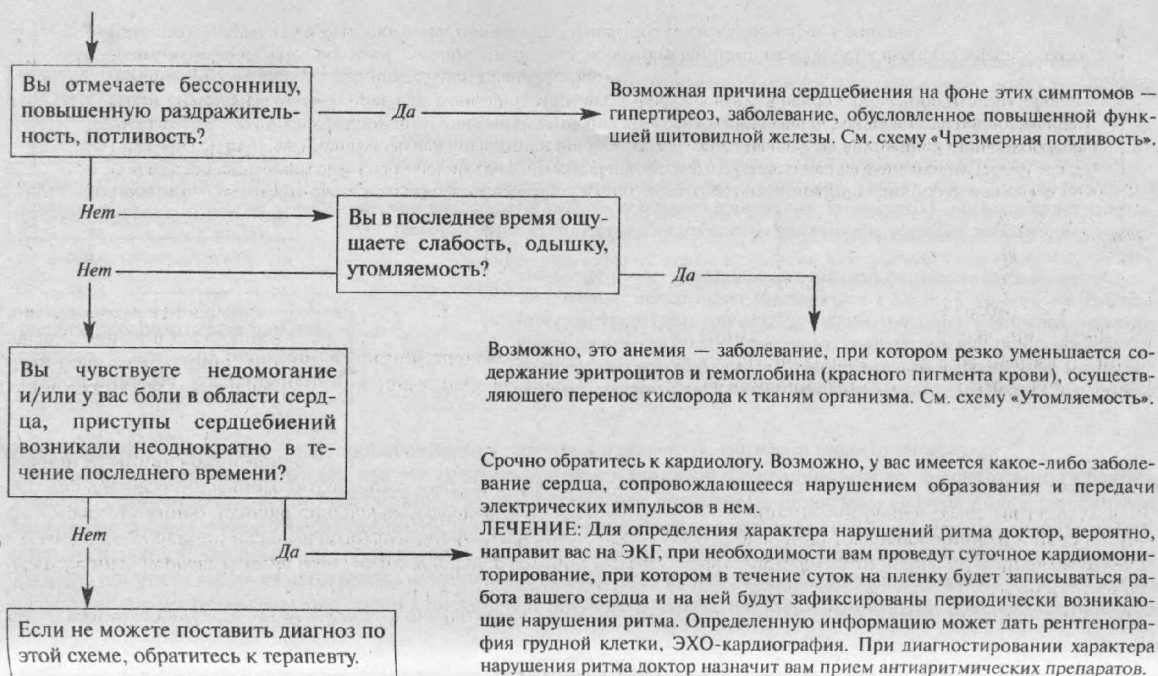 Вы отмечаете бессонницу,
повышенную раздражитель-
ность, потливость?
Да
Возможная причина сердцебиения на фоне этих симптомов —
гипертиреоз, заболевание, обусловленное повышенной функ-
цией щитовидной железы. См. схему «Чрезмерная потливость».
Нет
Вы в последнее время ощу-
щаете слабость, одышку,
утомляемость?
Нет
Да
Возможно, это анемия — заболевание, при котором резко уменьшается со-
держание эритроцитов и гемоглобина (красного пигмента крови), осуществ-
ляющего перенос кислорода к тканям организма. См. схему «Утомляемость».
Вы чувствуете недомогание
и/или у вас боли в области серд-
ца, приступы сердцебиений
возникали неоднократно в те-
чение последнего времени?
Срочно обратитесь к кардиологу. Возможно, у вас имеется какое-либо заболе-
вание сердца, сопровождающееся нарушением образования и передачи
электрических импульсов в нем.
ЛЕЧЕНИЕ: Для определения характера нарушений ритма доктор, вероятно,
направит вас на ЭКГ, при необходимости вам проведут суточное кардиомони-
торирование, при котором в течение суток на пленку будет записываться ра-
бота вашего сердца и на ней будут зафиксированы периодически возникаю-
щие нарушения ритма. Определенную информацию может дать рентгеногра-
фия грудной клетки, ЭХО-кардиография. При диагностировании характера
нарушения ритма доктор назначит вам прием антиаритмических препаратов.
Нет
Да
Если не можете поставить диагноз по
этой схеме, обратитесь к терапевту.